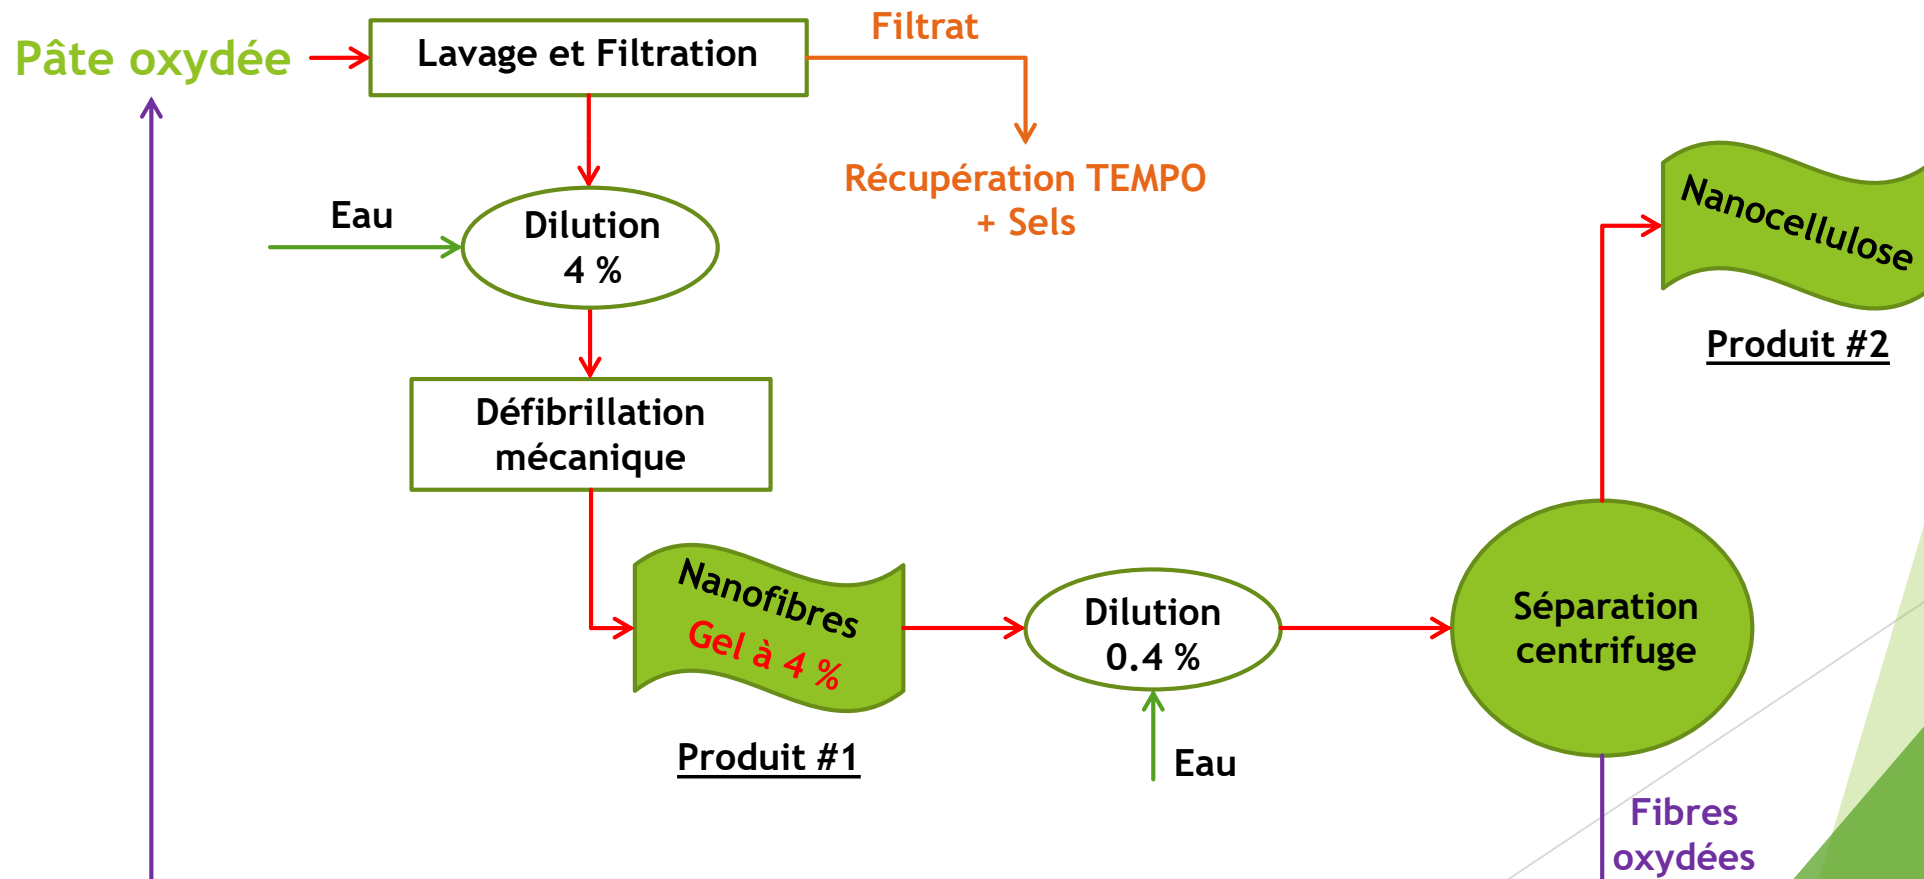 Pâte oxydée
Lavage et Filtration
Filtrat
Récupération TEMPO
+ Sels
Eau
Dilution
4 %
Défibrillation
mécanique
Nanofibres
Gel à 4 %
Produit #1
Dilution
0.4 %
Eau
Séparation
centrifuge
Nanocellulose
Produit #2
Fibres
oxydées